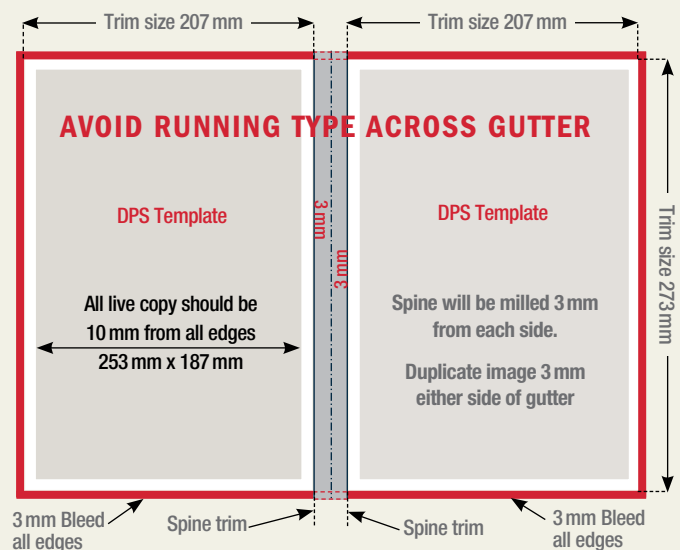 Trim size 207 mm
Trim size 207 mm
AVOID RUNNING TYPE ACROSS GUTTER
DPS Template
3 mm
3 mm
DPS Template
Trim size 273 mm
All live copy should be
10 mm from all edges
253 mm x 187 mm
Spine will be milled 3 mm
from each side.
Duplicate image 3 mm
either side of gutter
3 mm Bleed
all edges
Spine trim
Spine trim
3 mm Bleed
all edges